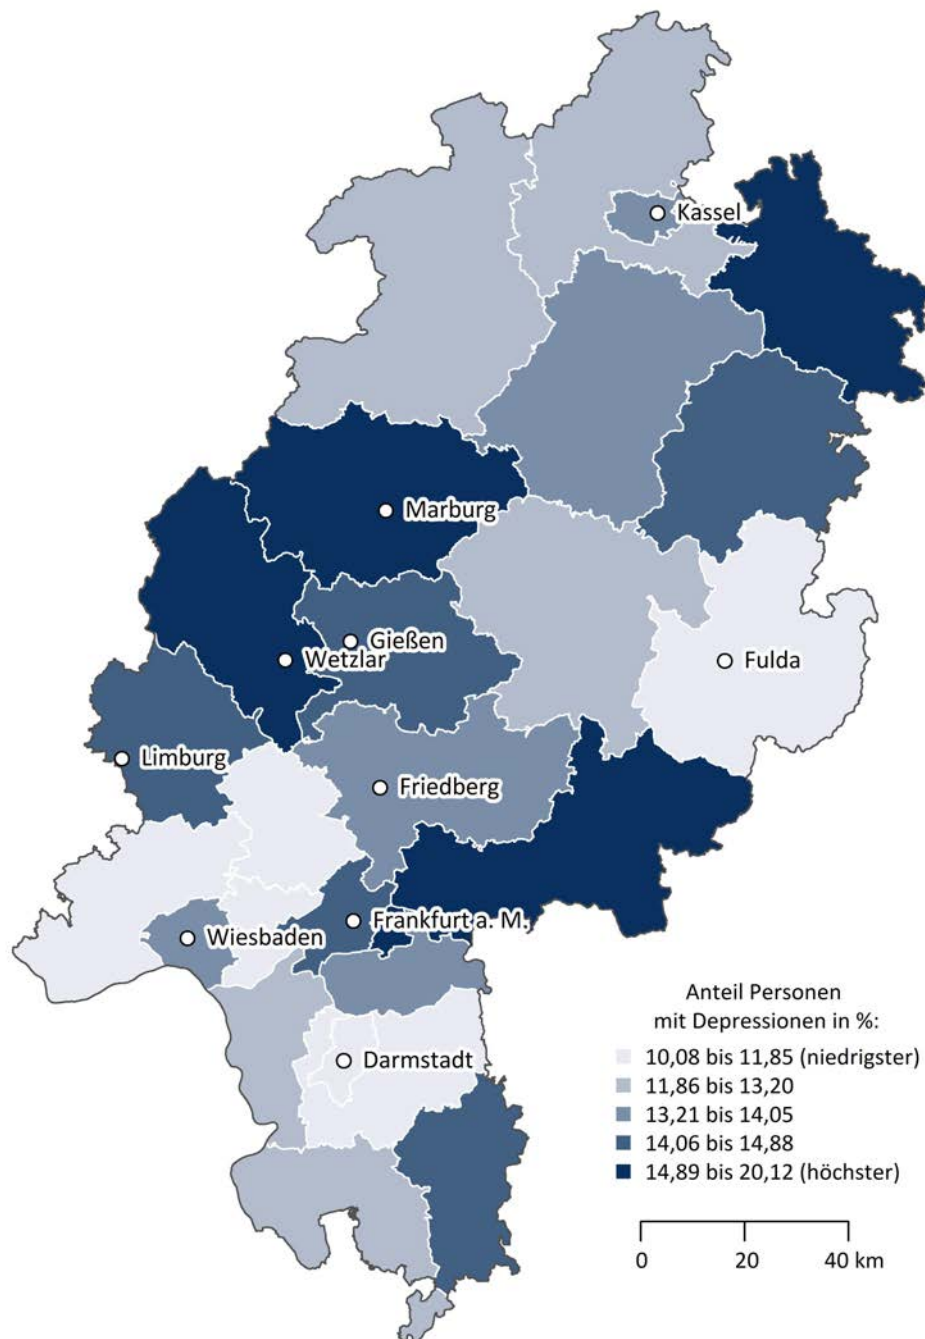 Kassel
Marburg
Gießen
Wetzlar
Fulda
Limburg
Friedberg
Frankfurt a. M.
Wiesbaden
Darmstadt
Anteil Personen
mit Depressionen in %:
10,08 bis 11,85 (niedrigster)
11,86 bis 13,20
13,21 bis 14,05
14,06 bis 14,88
14,89 bis 20,12 (höchster)
0 20 40 km